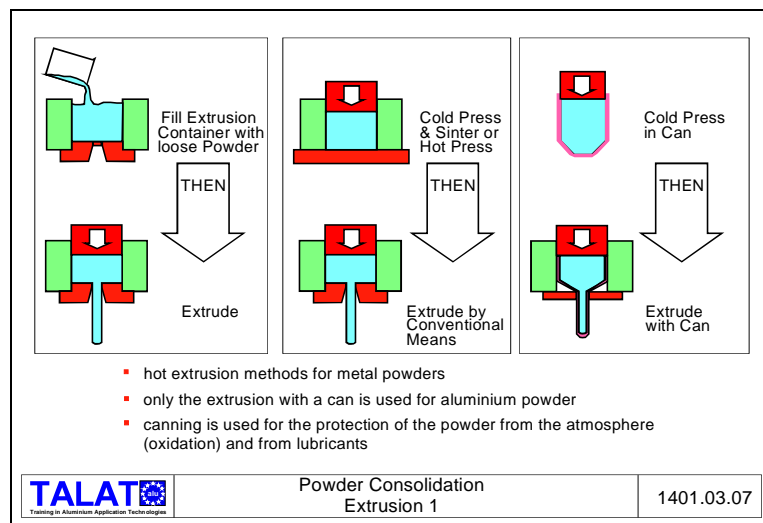 Fill Extrusion
Container with
loose Powder
THEN
Extrude
Cold Press
& Sinter or
Hot Press
THEN
Extrude by
Conventional
Means
Cold Press
in Can
THEN
Extrude
with Can
hot extrusion methods for metal powders
only the extrusion with a can is used for aluminium powder
canning is used for the protection of the powder from the atmosphere
(oxidation) and from lubricants
TALAT
alu
Training in Aluminium Application Technologies
Powder Consolidation
Extrusion 1
1401.03.07